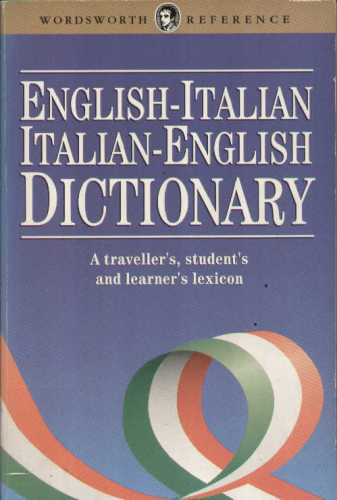 WORDSWORTH REFERENCE
ENGLISH-ITALIAN
ITALIAN-ENGLISH
DICTIONARY
A traveller's, student's
and learner's lexicon